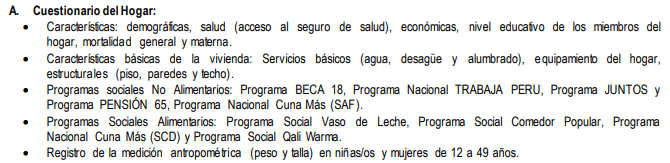 A. Cuestionario del Hogar:
• Características: demográficas, salud (acceso al seguro de salud), económicas, nivel educativo de los miembros del
hogar, mortalidad general y materna.
• Características básicas de la vivienda: Servicios básicos (agua, desagüe y alumbrado), equipamiento del hogar,
estructurales (piso, paredes y techo).
• Programas sociales No Alimentarios: Programa BECA 18, Programa Nacional TRABAJA PERU, Programa JUNTOS y
Programa PENSIÓN 65, Programa Nacional Cuna Más (SAF).
• Programas Sociales Alimentarios: Programa Social Vaso de Leche, Programa Social Comedor Popular, Programa
Nacional Cuna Más (SCD) y Programa Social Qali Warma.
• Registro de la medición antropométrica (peso y talla) en niñas/os y mujeres de 12 a 49 años.